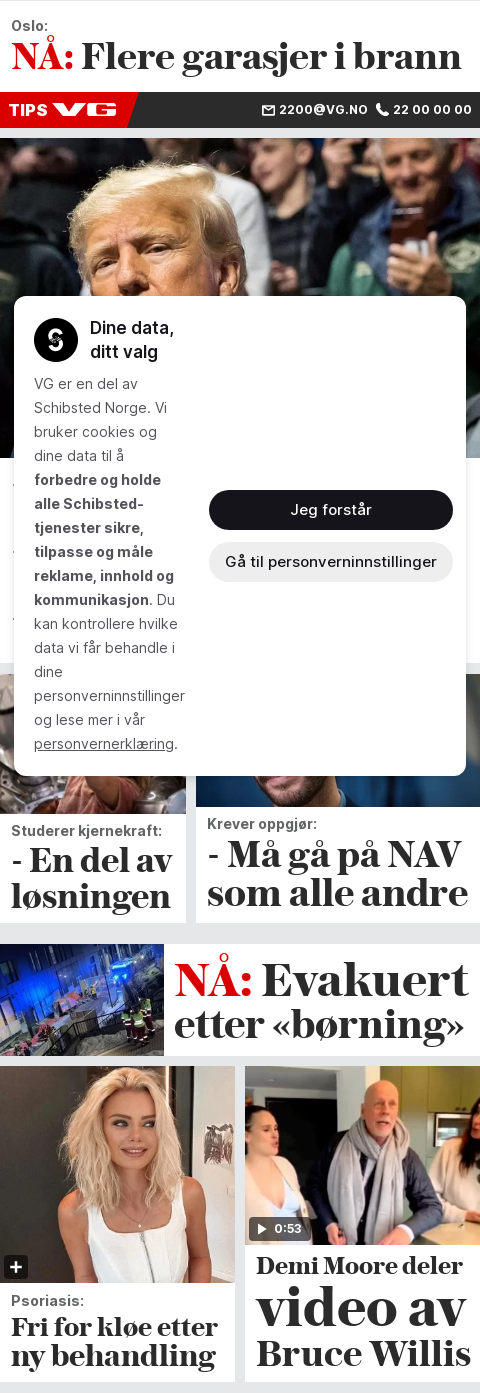 Oslo:
NÅ: Flere garasjer i brann
TIPS VG
2200@VG.NO 22 00 00 00
Dine data,
ditt valg
VG er en del av
Schibsted Norge. Vi
bruker cookies og
dine data til å
forbedre og holde
alle Schibsted-
tjenester sikre,
tilpasse og måle
reklame, innhold og
kommunikasjon. Du
kan kontrollere hvilke
data vi får behandle i
dine
personverninnstillinger
og lese mer i vår
personvernerklæring.
Jeg forstår
Gå til personverninnstillinger
Studerer kjernekraft:
- En del av
løsningen
Krever oppgjør:
- Må gå på NAV
som alle andre
NÅ: Evakuert
etter «børning»
Psoriasis:
Fri for kløe etter
ny behandling
0:53
Demi Moore deler
video av
Bruce Willis